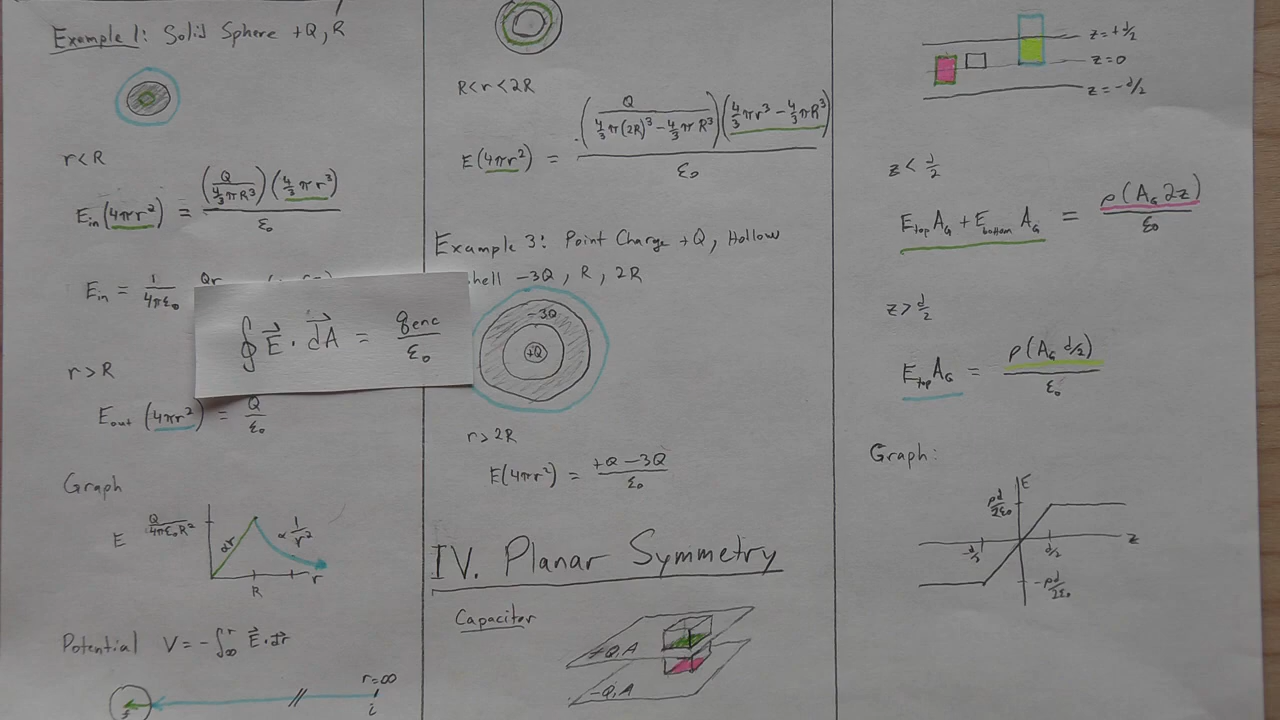 Example 1: Solid Sphere +Q, R
r < R
E_in (4πr²) = (Q / (4/3 πR³)) (4/3 πr³) / ε₀
E_in = 1/(4πε₀) Qr
r > R
E_out (4πr²) = Q/ε₀
Graph
E Q/(4πε₀R²) ∝r ∝ 1/r² r
R
Potential V = -∫_∞^r E⃗ · dr⃗
r=∞
i
∮ E⃗ · dA⃗ = q_enc / ε₀
R < r < 2R
E(4πr²) = (Q / (4/3 π(2R)³ - 4/3 πR³)) (4/3 πr³ - 4/3 πR³) / ε₀
Example 3: Point Charge +Q, Hollow
hell -3Q, R, 2R
-3Q
+Q
r > 2R
E(4πr²) = (+Q - 3Q) / ε₀
IV. Planar Symmetry
Capacitor
+Q, A
-Q, A
z = +d/2
z = 0
z = -d/2
z < d/2
E_top A_G + E_bottom A_G = ρ(A_G 2z) / ε₀
z > d/2
E_top A_G = ρ(A_G d/2) / ε₀
Graph:
E
ρd/2ε₀
-d/2 d/2 z
-ρd/2ε₀